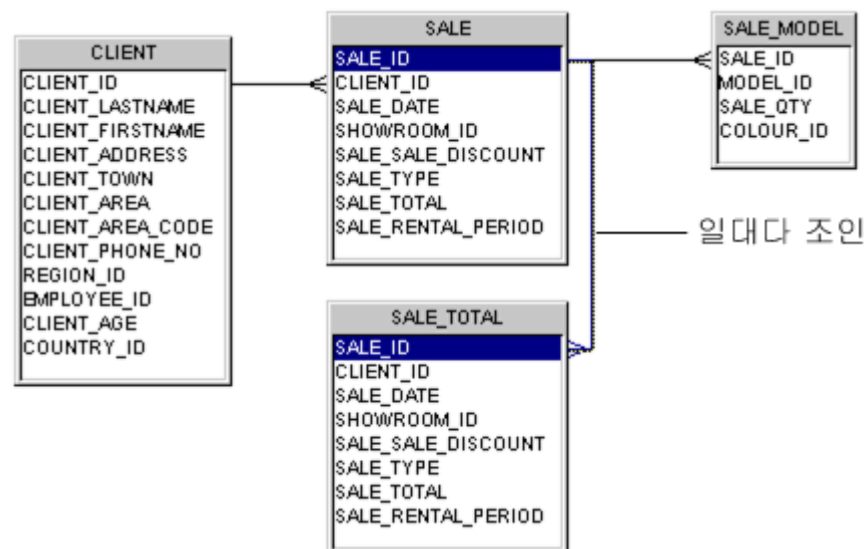 CLIENT
CLIENT_ID
CLIENT_LASTNAME
CLIENT_FIRSTNAME
CLIENT_ADDRESS
CLIENT_TOWN
CLIENT_AREA
CLIENT_AREA_CODE
CLIENT_PHONE_NO
REGION_ID
EMPLOYEE_ID
CLIENT_AGE
COUNTRY_ID
SALE
SALE_ID
CLIENT_ID
SALE_DATE
SHOWROOM_ID
SALE_SALE_DISCOUNT
SALE_TYPE
SALE_TOTAL
SALE_RENTAL_PERIOD
SALE_MODEL
SALE_ID
MODEL_ID
SALE_QTY
COLOUR_ID
일대다 조인
SALE_TOTAL
SALE_ID
CLIENT_ID
SALE_DATE
SHOWROOM_ID
SALE_SALE_DISCOUNT
SALE_TYPE
SALE_TOTAL
SALE_RENTAL_PERIOD